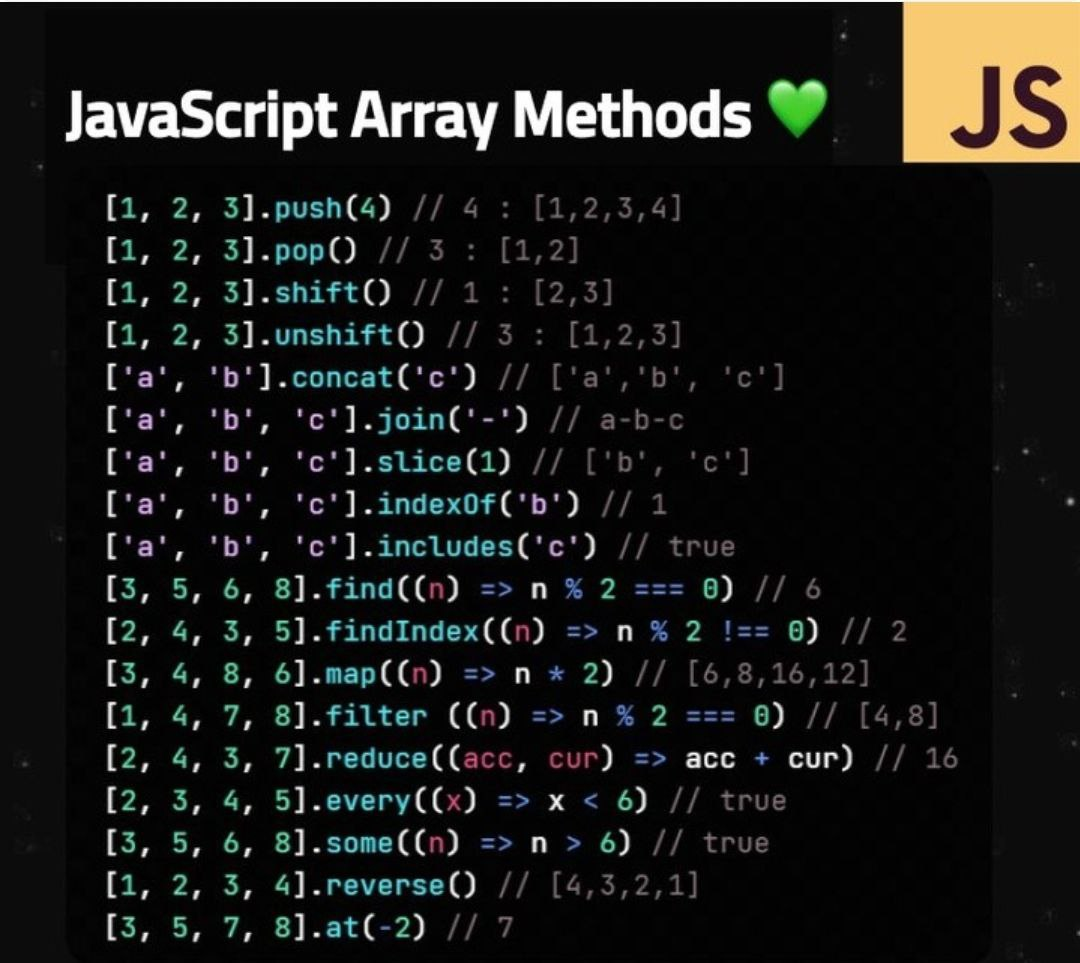 JavaScript Array Methods 💚
JS
[1, 2, 3].push(4) // 4 : [1,2,3,4]
[1, 2, 3].pop() // 3 : [1,2]
[1, 2, 3].shift() // 1 : [2,3]
[1, 2, 3].unshift() // 3 : [1,2,3]
['a', 'b'].concat('c') // ['a','b', 'c']
['a', 'b', 'c'].join('-') // a-b-c
['a', 'b', 'c'].slice(1) // ['b', 'c']
['a', 'b', 'c'].indexOf('b') // 1
['a', 'b', 'c'].includes('c') // true
[3, 5, 6, 8].find((n) => n % 2 === 0) // 6
[2, 4, 3, 5].findIndex((n) => n % 2 !== 0) // 2
[3, 4, 8, 6].map((n) => n * 2) // [6,8,16,12]
[1, 4, 7, 8].filter ((n) => n % 2 === 0) // [4,8]
[2, 4, 3, 7].reduce((acc, cur) => acc + cur) // 16
[2, 3, 4, 5].every((x) => x < 6) // true
[3, 5, 6, 8].some((n) => n > 6) // true
[1, 2, 3, 4].reverse() // [4,3,2,1]
[3, 5, 7, 8].at(-2) // 7